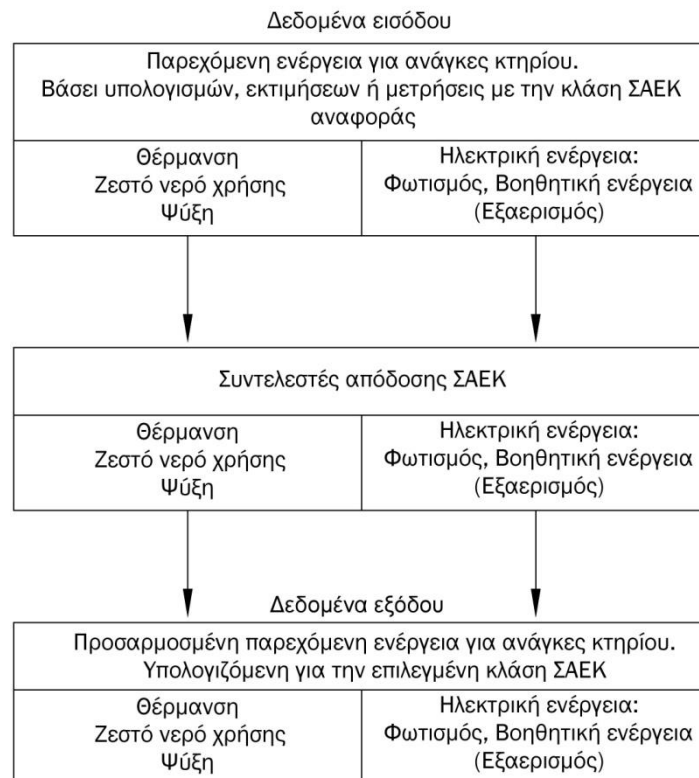 Δεδομένα εισόδου
Παρεχόμενη ενέργεια για ανάγκες κτηρίου.
Βάσει υπολογισμών, εκτιμήσεων ή μετρήσεις με την κλάση ΣΑΕΚ
αναφοράς
Θέρμανση
Ζεστό νερό χρήσης
Ψύξη
Ηλεκτρική ενέργεια:
Φωτισμός, Βοηθητική ενέργεια
(Εξαερισμός)
Συντελεστές απόδοσης ΣΑΕΚ
Θέρμανση
Ζεστό νερό χρήσης
Ψύξη
Ηλεκτρική ενέργεια:
Φωτισμός, Βοηθητική ενέργεια
(Εξαερισμός)
Δεδομένα εξόδου
Προσαρμοσμένη παρεχόμενη ενέργεια για ανάγκες κτηρίου.
Υπολογιζόμενη για την επιλεγμένη κλάση ΣΑΕΚ
Θέρμανση
Ζεστό νερό χρήσης
Ψύξη
Ηλεκτρική ενέργεια:
Φωτισμός, Βοηθητική ενέργεια
(Εξαερισμός)